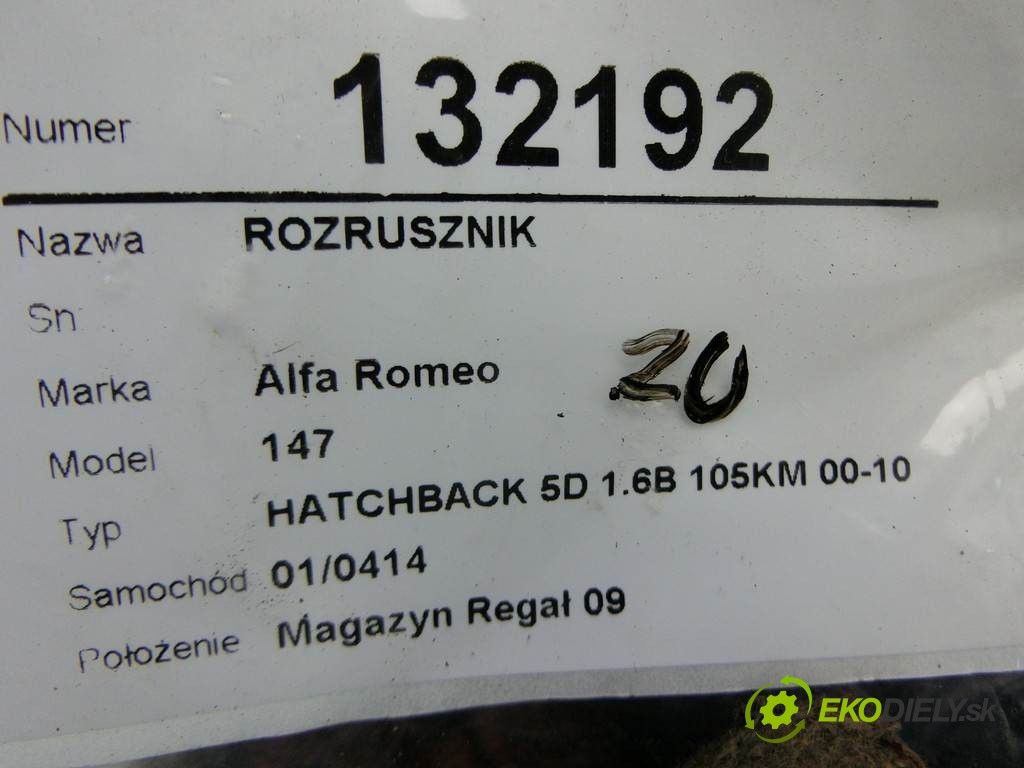 Numer 132192
Nazwa ROZRUSZNIK
Sn
Marka Alfa Romeo
20
Model 147
Typ HATCHBACK 5D 1.6B 105KM 00-10
Samochód 01/0414
Położenie Magazyn Regał 09
EKODIELY.sk